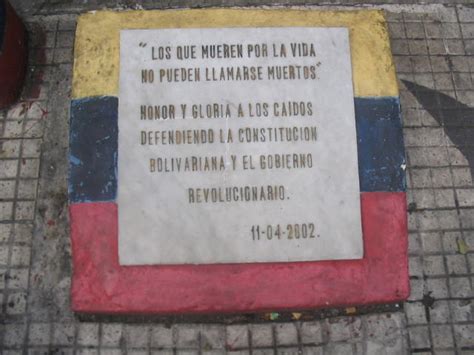 "LOS QUE MUEREN POR LA VIDA
NO PUEDEN LLAMARSE MUERTOS"
HONOR Y GLORIA A LOS CAIDOS
DEFENDIENDO LA CONSTITUCION
BOLIVARIANA Y EL GOBIERNO
REVOLUCIONARIO.
11-04-2002.